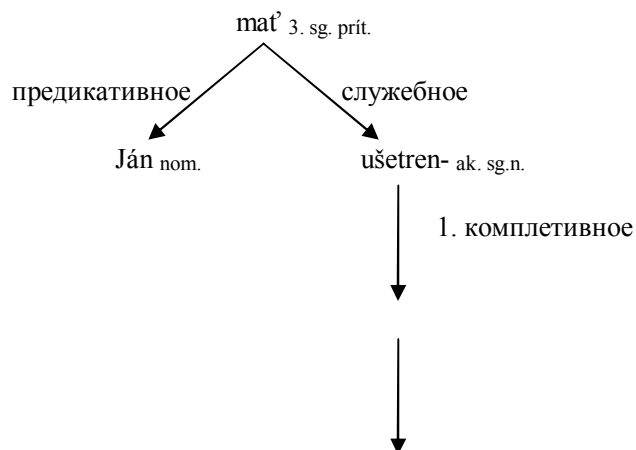 mať 3. sg. prít.
предикативное служебное
Ján nom. ušetren- ak. sg.n.
1. комплетивное